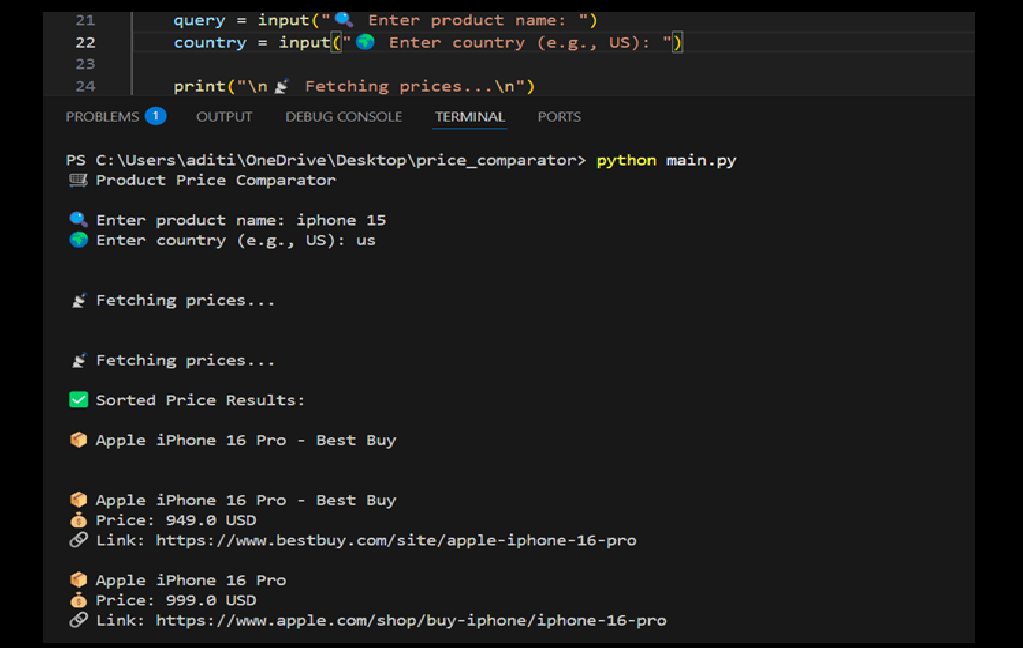 21 query = input("🔍 Enter product name: ")
22 country = input("🌍 Enter country (e.g., US): ")
23
24 print("\n📡 Fetching prices...\n")
PROBLEMS 1 OUTPUT DEBUG CONSOLE TERMINAL PORTS
PS C:\Users\aditi\OneDrive\Desktop\price_comparator> python main.py
🛒 Product Price Comparator
🔍 Enter product name: iphone 15
🌍 Enter country (e.g., US): us
📡 Fetching prices...
📡 Fetching prices...
✅ Sorted Price Results:
📦 Apple iPhone 16 Pro - Best Buy
📦 Apple iPhone 16 Pro - Best Buy
💰 Price: 949.0 USD
🔗 Link: https://www.bestbuy.com/site/apple-iphone-16-pro
📦 Apple iPhone 16 Pro
💰 Price: 999.0 USD
🔗 Link: https://www.apple.com/shop/buy-iphone/iphone-16-pro